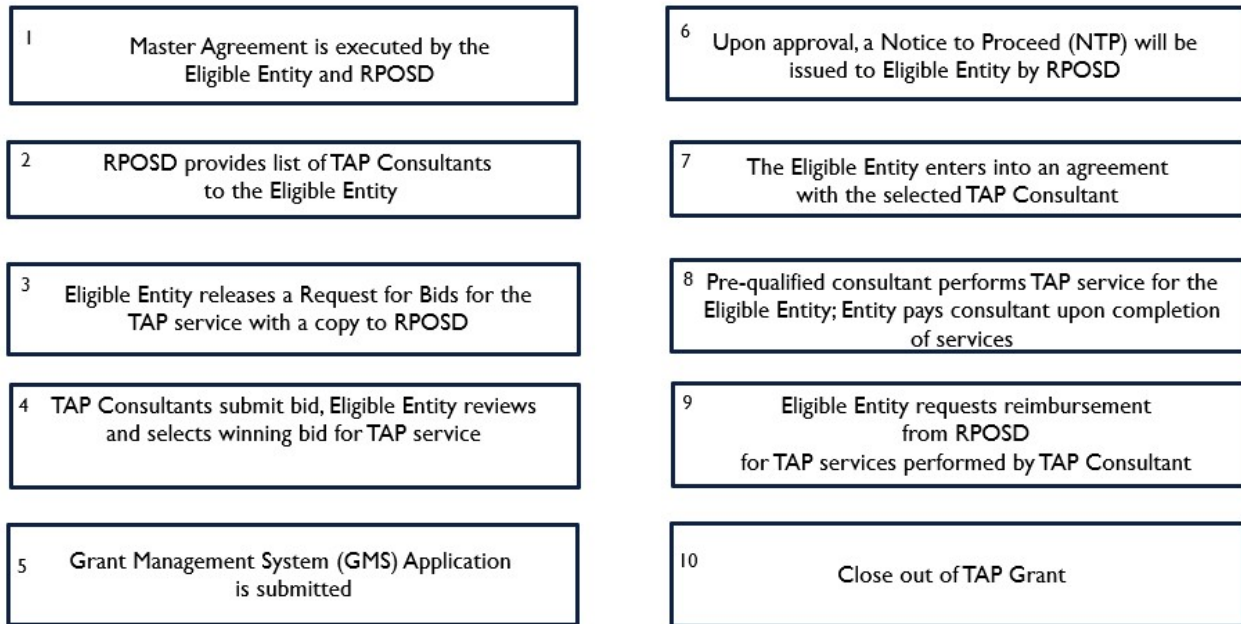 1
Master Agreement is executed by the
Eligible Entity and RPOSD
2
RPOSD provides list of TAP Consultants
to the Eligible Entity
3
Eligible Entity releases a Request for Bids for the
TAP service with a copy to RPOSD
4
TAP Consultants submit bid, Eligible Entity reviews
and selects winning bid for TAP service
5
Grant Management System (GMS) Application
is submitted
6
Upon approval, a Notice to Proceed (NTP) will be
issued to Eligible Entity by RPOSD
7
The Eligible Entity enters into an agreement
with the selected TAP Consultant
8
Pre-qualified consultant performs TAP service for the
Eligible Entity; Entity pays consultant upon completion
of services
9
Eligible Entity requests reimbursement
from RPOSD
for TAP services performed by TAP Consultant
10
Close out of TAP Grant